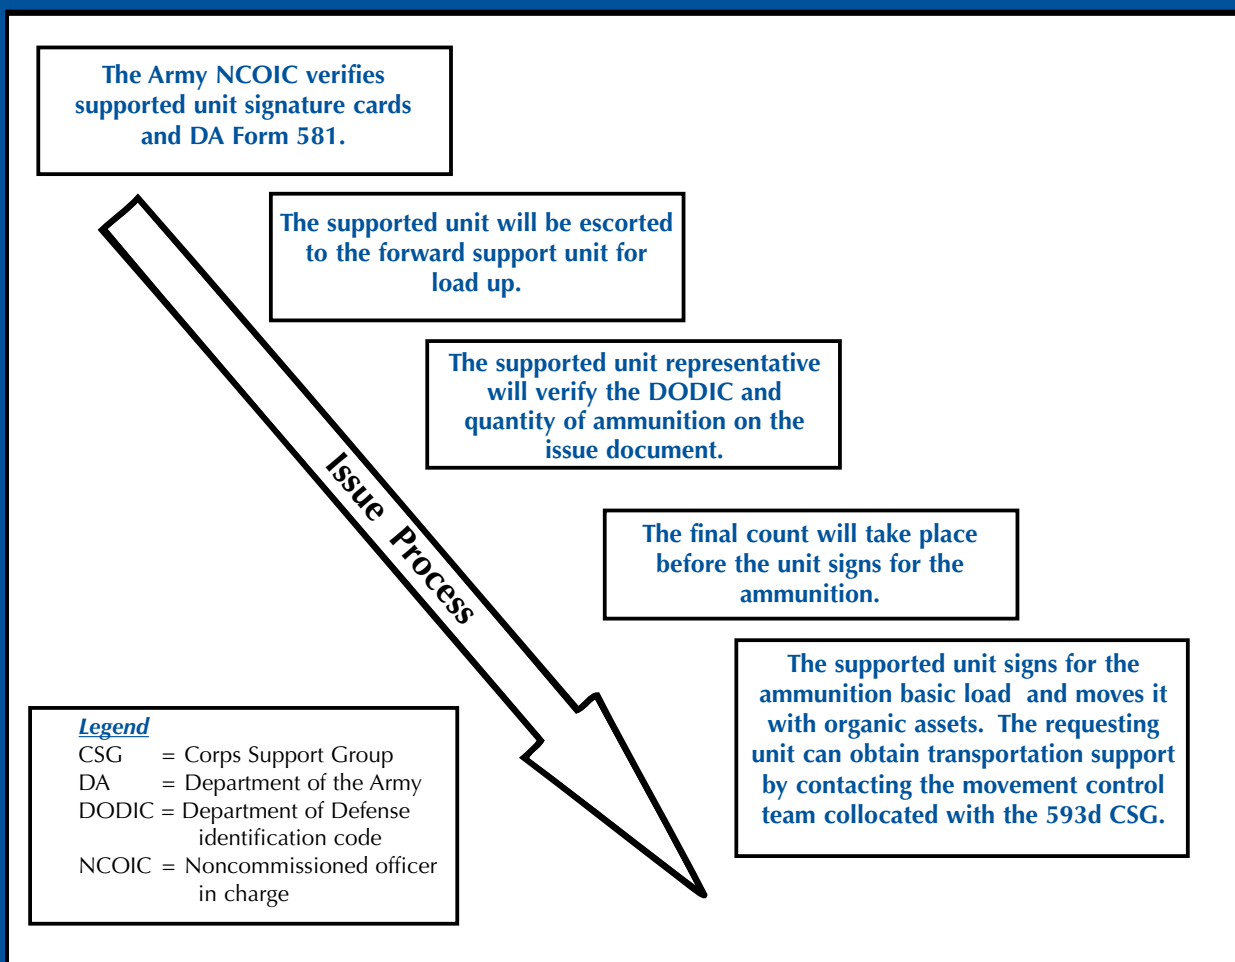 The Army NCOIC verifies
supported unit signature cards
and DA Form 581.
The supported unit will be escorted
to the forward support unit for
load up.
The supported unit representative
will verify the DODIC and
quantity of ammunition on the
issue document.
Issue Process
The final count will take place
before the unit signs for the
ammunition.
The supported unit signs for the
ammunition basic load and moves it
with organic assets. The requesting
unit can obtain transportation support
by contacting the movement control
team collocated with the 593d CSG.
Legend
CSG = Corps Support Group
DA = Department of the Army
DODIC = Department of Defense
identification code
NCOIC = Noncommissioned officer
in charge